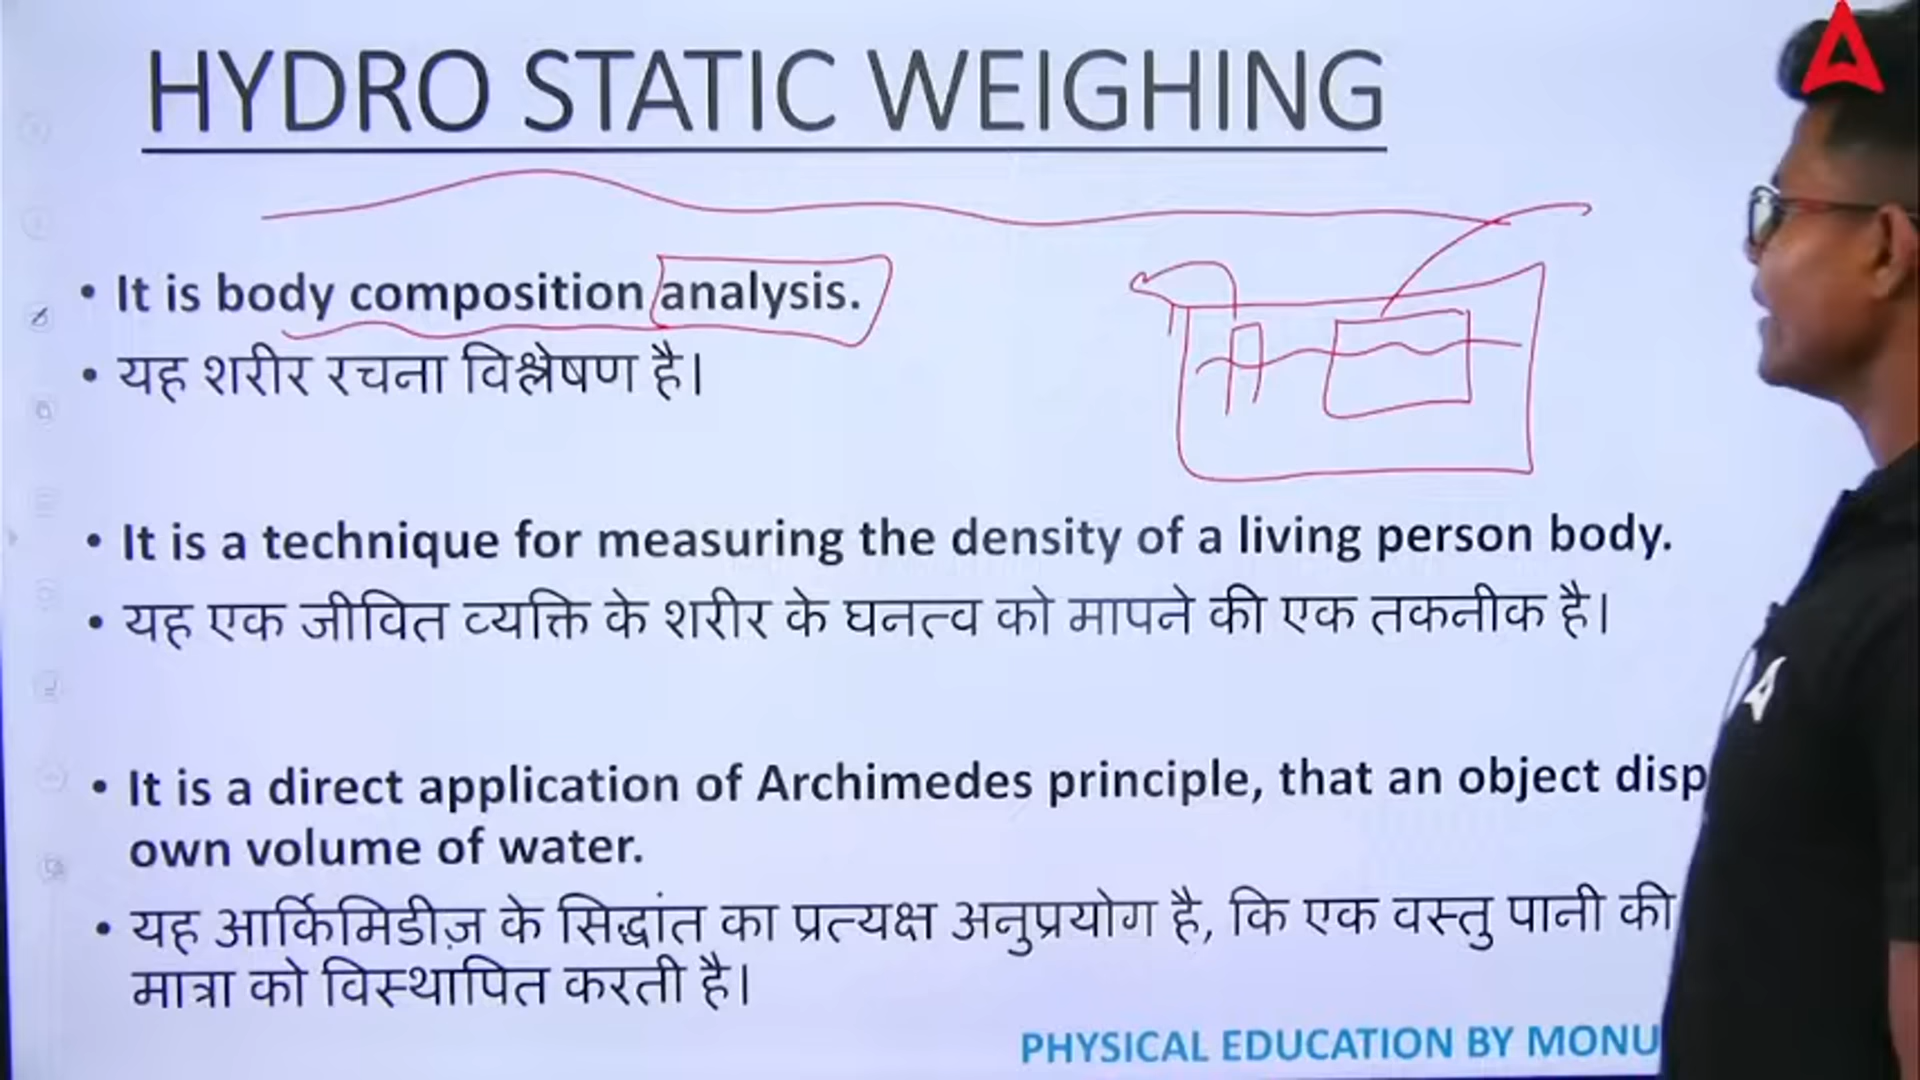 HYDRO STATIC WEIGHING
• It is body composition analysis.
• यह शरीर रचना विश्लेषण है।
• It is a technique for measuring the density of a living person body.
• यह एक जीवित व्यक्ति के शरीर के घनत्व को मापने की एक तकनीक है।
• It is a direct application of Archimedes principle, that an object disp
own volume of water.
• यह आर्किमिडीज़ के सिद्धांत का प्रत्यक्ष अनुप्रयोग है, कि एक वस्तु पानी की
मात्रा को विस्थापित करती है।
PHYSICAL EDUCATION BY MONU